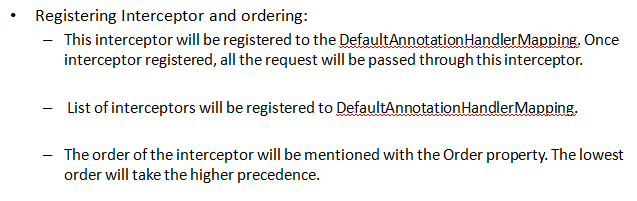 • Registering Interceptor and ordering:
– This interceptor will be registered to the DefaultAnnotationHandlerMapping. Once
interceptor registered, all the request will be passed through this interceptor.
– List of interceptors will be registered to DefaultAnnotationHandlerMapping.
– The order of the interceptor will be mentioned with the Order property. The lowest
order will take the higher precedence.